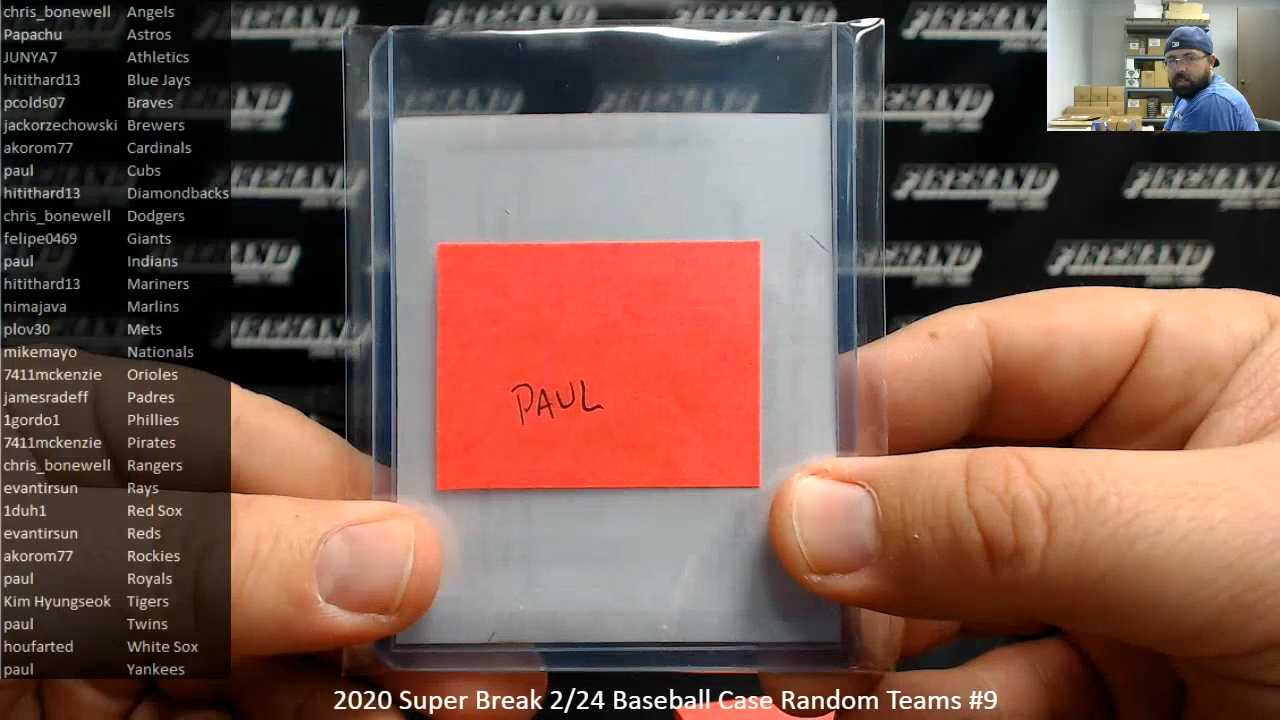 chris_bonewell Angels
Papachu Astros
JUNYA7 Athletics
hitithard13 Blue Jays
pcolds07 Braves
jackorzechowski Brewers
akorom77 Cardinals
paul Cubs
hitithard13 Diamondbacks
chris_bonewell Dodgers
felipe0469 Giants
paul Indians
hitithard13 Mariners
nimajava Marlins
plov30 Mets
mikemayo Nationals
7411mckenzie Orioles
jamesradeff Padres
1gordo1 Phillies
7411mckenzie Pirates
chris_bonewell Rangers
evantirsun Rays
1duh1 Red Sox
evantirsun Reds
akorom77 Rockies
paul Royals
Kim Hyungseok Tigers
paul Twins
houfarted White Sox
paul Yankees
PAUL
FIREHAND
FIREHAND
FIREHAND
2020 Super Break 2/24 Baseball Case Random Teams #9